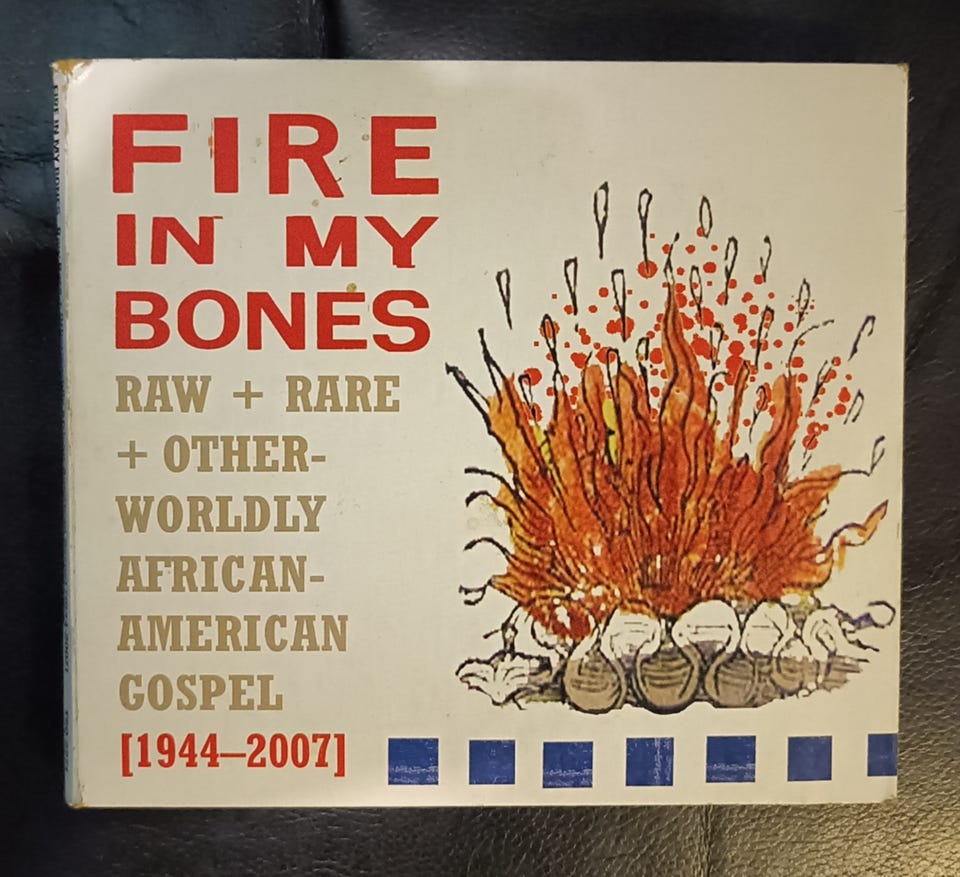 FIRE
IN MY
BONES
RAW + RARE
+ OTHER-
WORLDLY
AFRICAN-
AMERICAN
GOSPEL
[1944–2007]